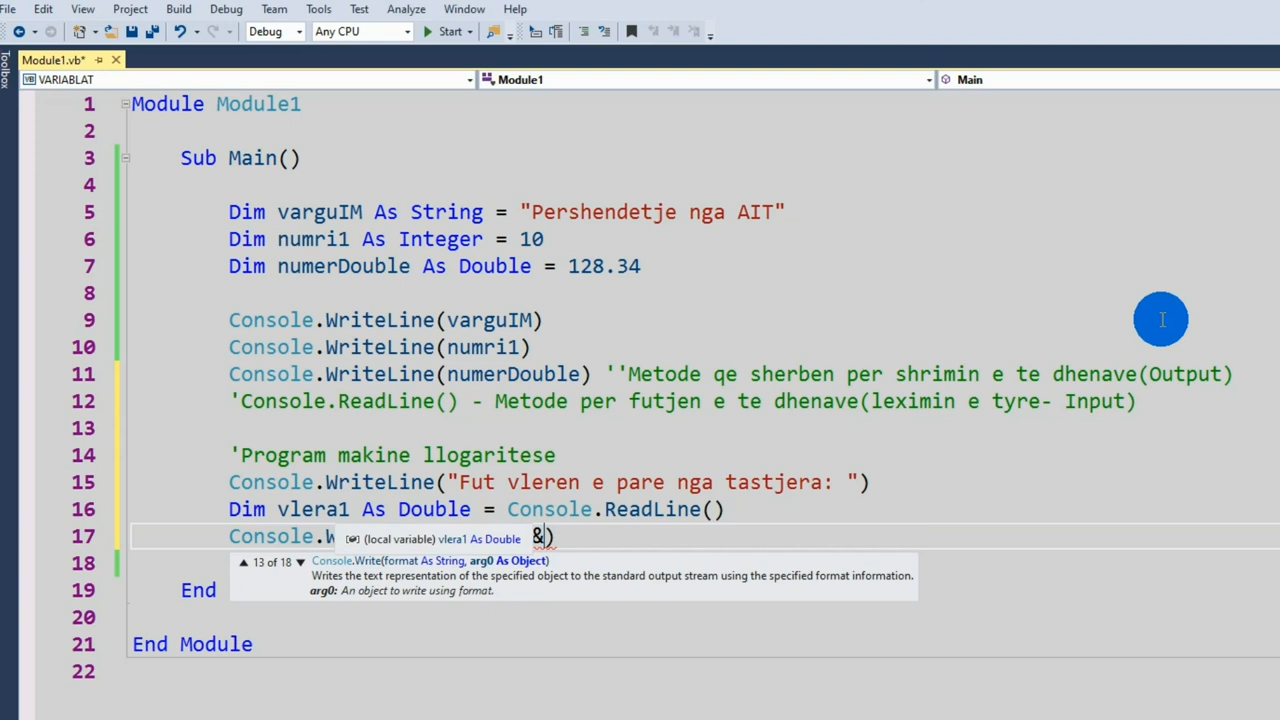 File Edit View Project Build Debug Team Tools Test Analyze Window Help
Debug Any CPU Start
Module1.vb*
VARIABLAT Module1 Main
Toolbox
1 Module Module1
2
3 Sub Main()
4
5 Dim varguIM As String = "Pershendetje nga AIT"
6 Dim numri1 As Integer = 10
7 Dim numerDouble As Double = 128.34
8
9 Console.WriteLine(varguIM)
10 Console.WriteLine(numri1)
11 Console.WriteLine(numerDouble) ''Metode qe sherben per shrimin e te dhenave(Output)
12 'Console.ReadLine() - Metode per futjen e te dhenave(leximin e tyre- Input)
13
14 'Program makine llogaritese
15 Console.WriteLine("Fut vleren e pare nga tastjera: ")
16 Dim vlera1 As Double = Console.ReadLine()
17 Console.W (local variable) vlera1 As Double &)
18 13 of 18 Console.Write(format As String, arg0 As Object)
Writes the text representation of the specified object to the standard output stream using the specified format information.
19 End arg0: An object to write using format.
20
21 End Module
22